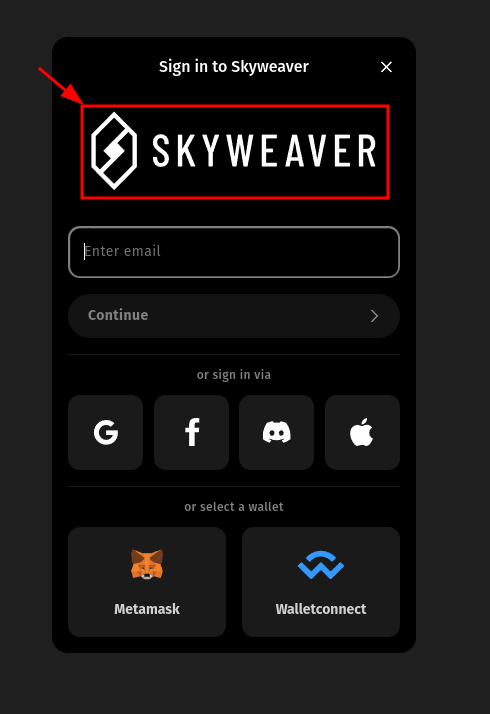 Sign in to Skyweaver
SKYWEAVER
Enter email
Continue
or sign in via
or select a wallet
Metamask Walletconnect